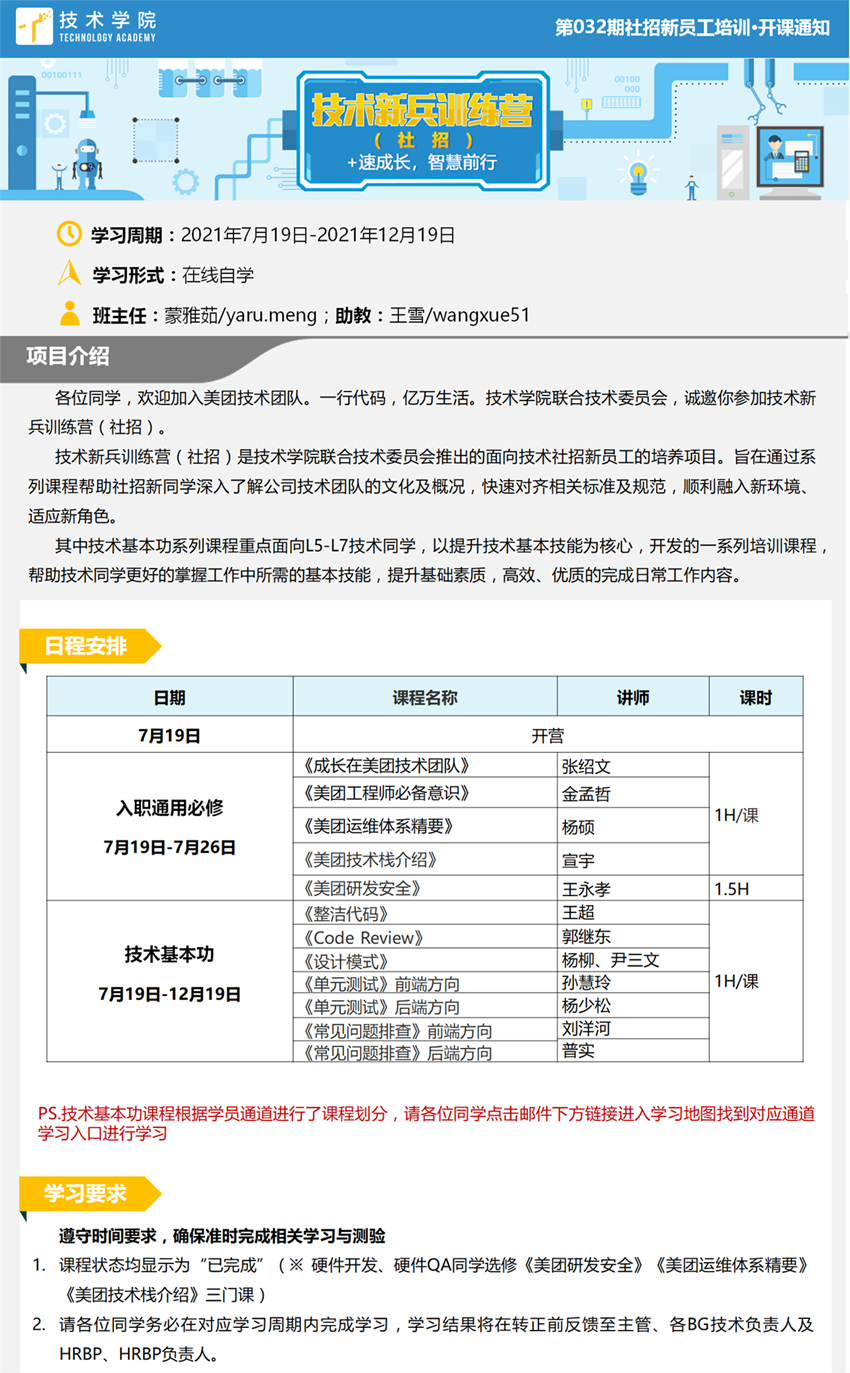 技术学院
TECHNOLOGY ACADEMY
第032期社招新员工培训·开课通知
00100111
00100
000
技术新兵训练营
（社招）
+速成长，智慧前行
学习周期：2021年7月19日-2021年12月19日
学习形式：在线自学
班主任：蒙雅茹/yaru.meng；助教：王雪/wangxue51
项目介绍
各位同学，欢迎加入美团技术团队。一行代码，亿万生活。技术学院联合技术委员会，诚邀你参加技术新
兵训练营（社招）。
技术新兵训练营（社招）是技术学院联合技术委员会推出的面向技术社招新员工的培养项目。旨在通过系
列课程帮助社招新同学深入了解公司技术团队的文化及概况，快速对齐相关标准及规范，顺利融入新环境、
适应新角色。
其中技术基本功系列课程重点面向L5-L7技术同学，以提升技术基本技能为核心，开发的一系列培训课程，
帮助技术同学更好的掌握工作中所需的基本技能，提升基础素质，高效、优质的完成日常工作内容。
日程安排
日期 课程名称 讲师 课时
7月19日 开营
入职通用必修
7月19日-7月26日
《成长在美团技术团队》 张绍文
《美团工程师必备意识》 金孟哲
《美团运维体系精要》 杨硕
《美团技术栈介绍》 宣宇
1H/课
《美团研发安全》 王永孝 1.5H
技术基本功
7月19日-12月19日
《整洁代码》 王超
《Code Review》 郭继东
《设计模式》 杨柳、尹三文
《单元测试》前端方向 孙慧玲
《单元测试》后端方向 杨少松
《常见问题排查》前端方向 刘洋河
《常见问题排查》后端方向 普实
1H/课
PS.技术基本功课程根据学员通道进行了课程划分，请各位同学点击邮件下方链接进入学习地图找到对应通道
学习入口进行学习
学习要求
遵守时间要求，确保准时完成相关学习与测验
1. 课程状态均显示为“已完成”（※ 硬件开发、硬件QA同学选修《美团研发安全》《美团运维体系精要》
《美团技术栈介绍》三门课）
2. 请各位同学务必在对应学习周期内完成学习，学习结果将在转正前反馈至主管、各BG技术负责人及
HRBP、HRBP负责人。